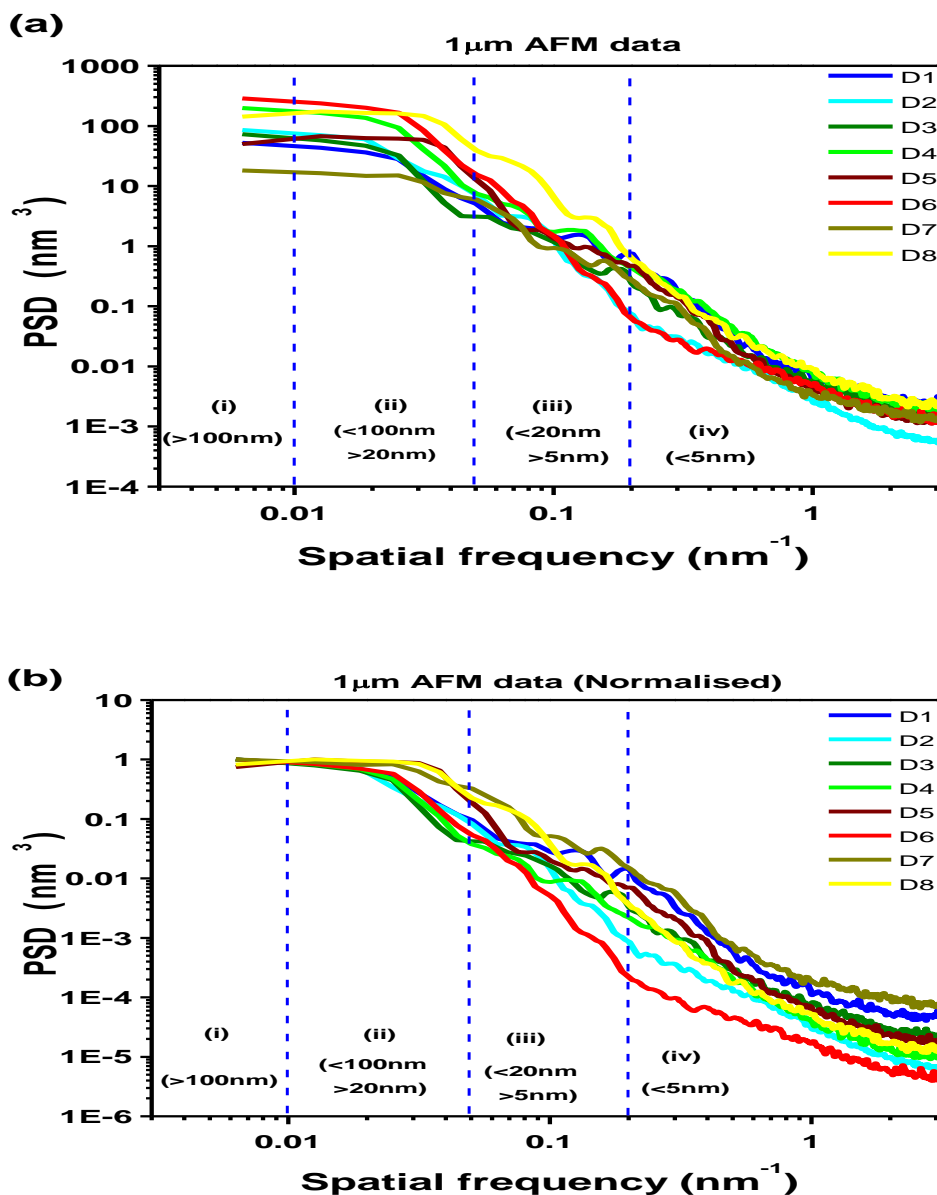 (a)
1μm AFM data
1000
100
10
1
0.1
0.01
1E-3
1E-4
PSD (nm³)
D1
D2
D3
D4
D5
D6
D7
D8
(i)
(>100nm)
(ii)
(<100nm
>20nm)
(iii)
(<20nm
>5nm)
(iv)
(<5nm)
0.01
0.1
1
Spatial frequency (nm⁻¹)
(b)
1μm AFM data (Normalised)
10
1
0.1
0.01
1E-3
1E-4
1E-5
1E-6
PSD (nm³)
D1
D2
D3
D4
D5
D6
D7
D8
(i)
(>100nm)
(ii)
(<100nm
>20nm)
(iii)
(<20nm
>5nm)
(iv)
(<5nm)
0.01
0.1
1
Spatial frequency (nm⁻¹)